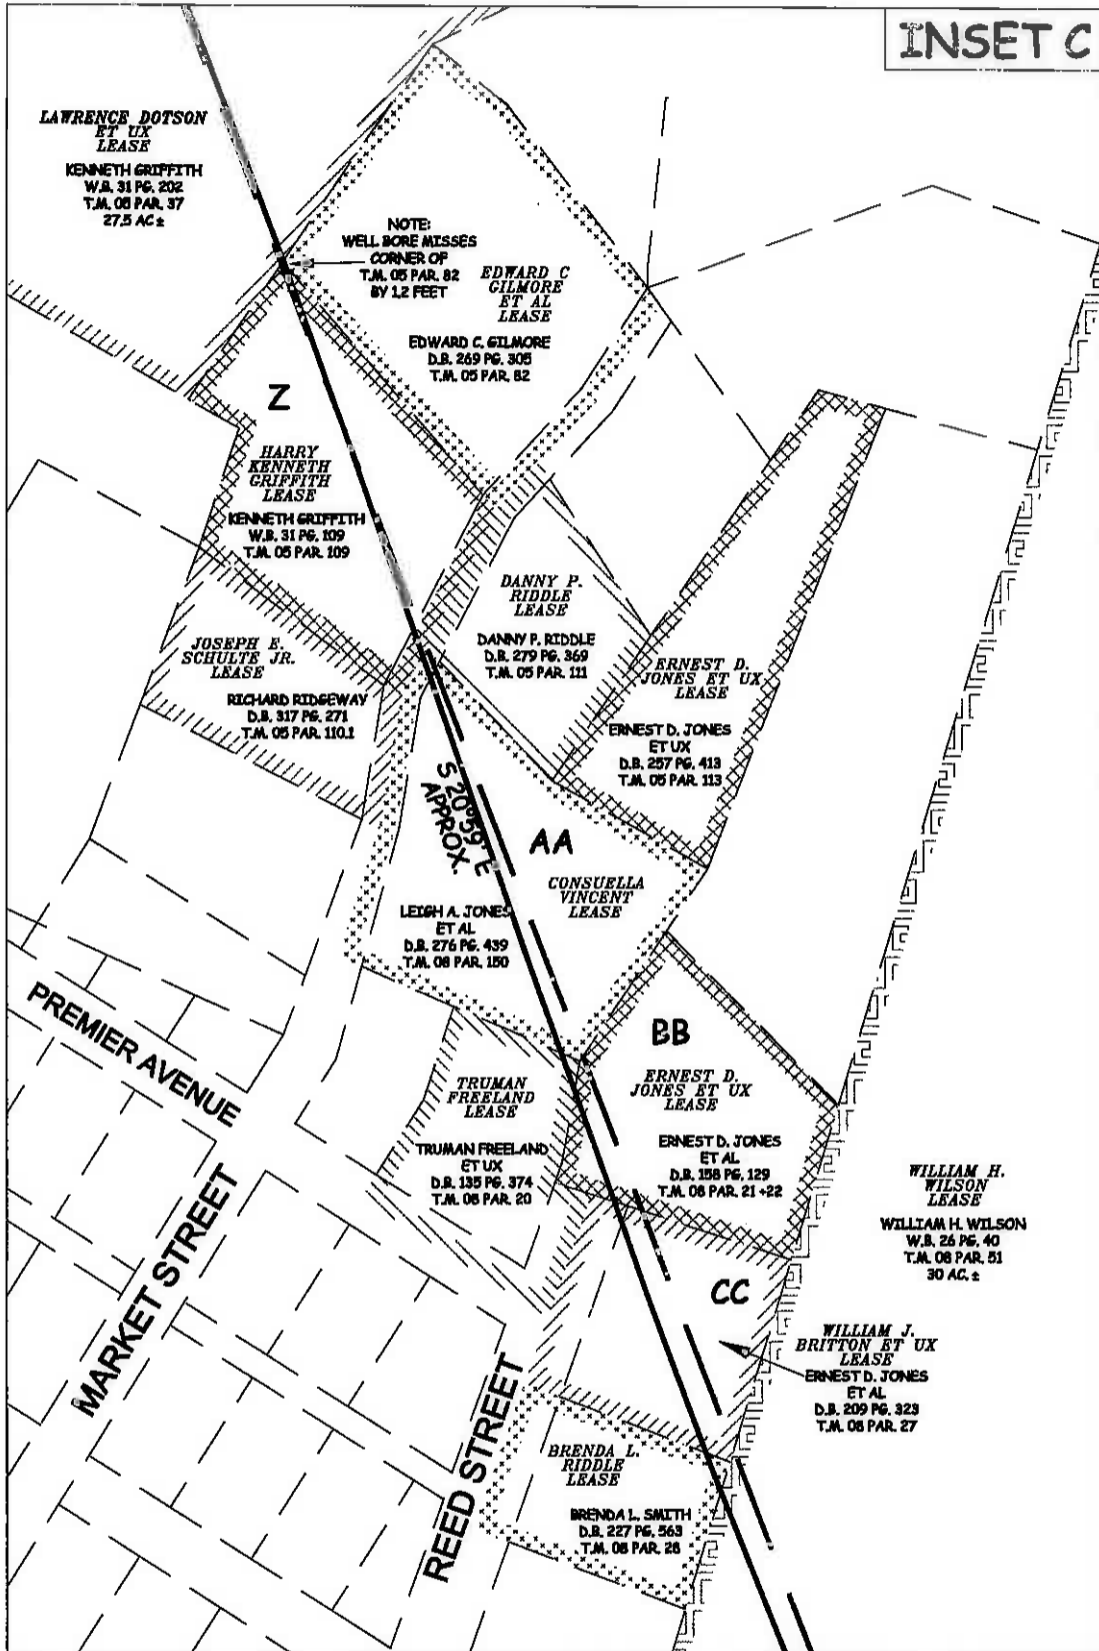 INSET C
LAWRENCE DOTSON
ET UX
LEASE
KENNETH GRIFFITH
W.B. 31 PG. 202
T.M. 05 PAR. 37
27.5 AC ±
NOTE:
WELL BORE MISSES
CORNER OF
T.M. 05 PAR. 82
BY 1.2 FEET
EDWARD C
GILMORE
ET AL
LEASE
EDWARD C. GILMORE
D.B. 269 PG. 305
T.M. 05 PAR. 82
Z
HARRY
KENNETH
GRIFFITH
LEASE
KENNETH GRIFFITH
W.B. 31 PG. 109
T.M. 05 PAR. 109
DANNY P.
RIDDLE
LEASE
DANNY P. RIDDLE
D.B. 279 PG. 369
T.M. 05 PAR. 111
JOSEPH E.
SCHULTE JR.
LEASE
RICHARD RIDGEWAY
D.B. 317 PG. 271
T.M. 05 PAR. 110.1
ERNEST D.
JONES ET UX
LEASE
ERNEST D. JONES
ET UX
D.B. 257 PG. 413
T.M. 05 PAR. 113
S 20°59' E
APPROX.
AA
CONSUELLA
VINCENT
LEASE
LEIGH A. JONES
ET AL
D.B. 276 PG. 439
T.M. 08 PAR. 150
PREMIER AVENUE
BB
ERNEST D.
JONES ET UX
LEASE
ERNEST D. JONES
ET AL
D.B. 158 PG. 129
T.M. 08 PAR. 21 +22
TRUMAN
FREELAND
LEASE
TRUMAN FREELAND
ET UX
D.B. 135 PG. 374
T.M. 08 PAR. 20
WILLIAM H.
WILSON
LEASE
WILLIAM H. WILSON
W.B. 26 PG. 40
T.M. 08 PAR. 51
30 AC. ±
MARKET STREET
CC
WILLIAM J.
BRITTON ET UX
LEASE
ERNEST D. JONES
ET AL
D.B. 209 PG. 323
T.M. 08 PAR. 27
REED STREET
BRENDA L.
RIDDLE
LEASE
BRENDA L. SMITH
D.B. 227 PG. 563
T.M. 08 PAR. 28